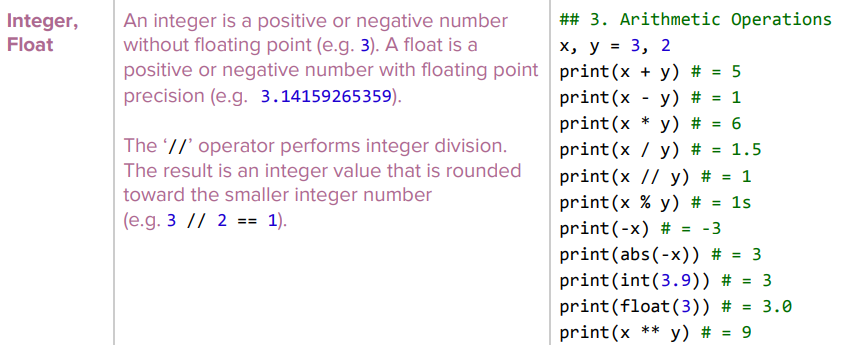 Integer,
Float
An integer is a positive or negative number
without floating point (e.g. 3). A float is a
positive or negative number with floating point
precision (e.g. 3.14159265359).
The ‘//’ operator performs integer division.
The result is an integer value that is rounded
toward the smaller integer number
(e.g. 3 // 2 == 1).
## 3. Arithmetic Operations
x, y = 3, 2
print(x + y) # = 5
print(x - y) # = 1
print(x * y) # = 6
print(x / y) # = 1.5
print(x // y) # = 1
print(x % y) # = 1s
print(-x) # = -3
print(abs(-x)) # = 3
print(int(3.9)) # = 3
print(float(3)) # = 3.0
print(x ** y) # = 9